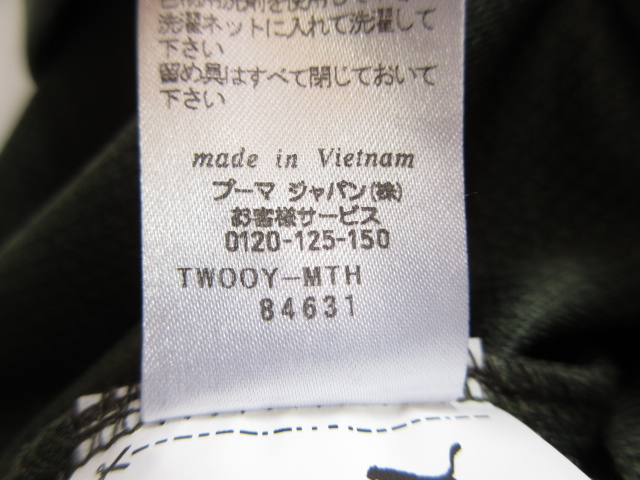 洗濯ネットに入れて洗濯して
下さい
留め具はすべて閉じておいて
下さい
made in Vietnam
プーマ ジャパン(株)
お客様サービス
0120-125-150
TWOOY-MTH
84631